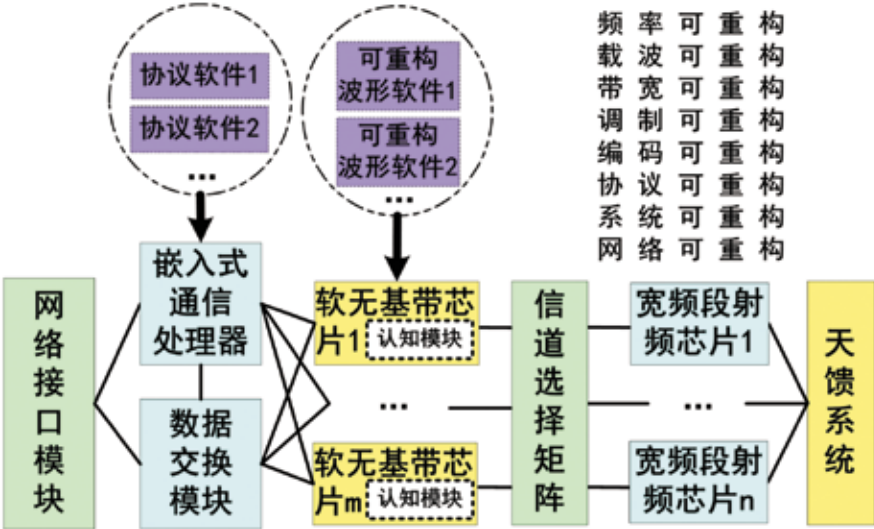 协议软件1
协议软件2
...
可重构
波形软件1
可重构
波形软件2
...
频率可重构
载波可重构
带宽可重构
调制可重构
编码可重构
协议可重构
系统可重构
网络可重构
网
络
接
口
模
块
嵌入式
通信
处理器
数据
交换
模块
软无基带芯
片1
认知模块
...
软无基带芯
片m
认知模块
信
道
选
择
矩
阵
宽频段射
频芯片1
...
宽频段射
频芯片n
天
馈
系
统